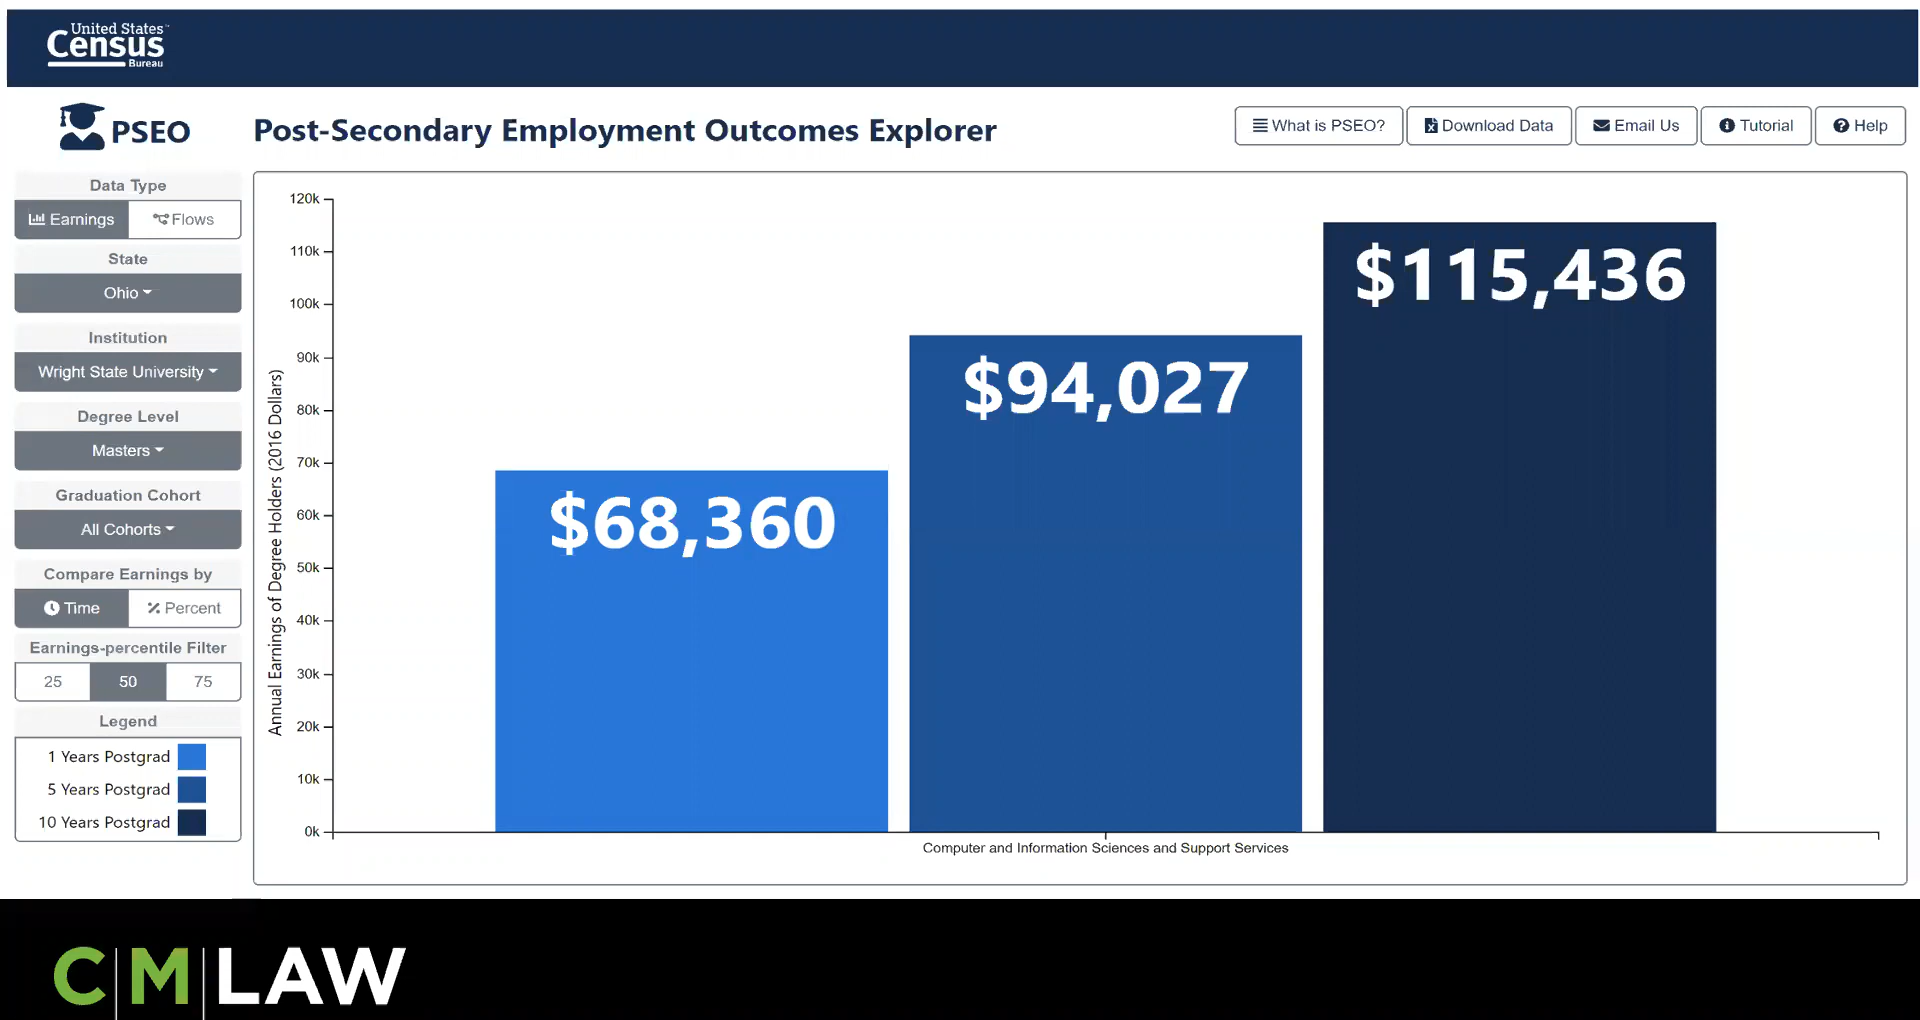 United States™
Census
Bureau
PSEO
Post-Secondary Employment Outcomes Explorer
What is PSEO?
Download Data
Email Us
Tutorial
Help
Data Type
Earnings
Flows
State
Ohio
Institution
Wright State University
Degree Level
Masters
Graduation Cohort
All Cohorts
Compare Earnings by
Time
Percent
Earnings-percentile Filter
25
50
75
Legend
1 Years Postgrad
5 Years Postgrad
10 Years Postgrad
Annual Earnings of Degree Holders (2016 Dollars)
120k
110k
100k
90k
80k
70k
60k
50k
40k
30k
20k
10k
0k
$68,360
$94,027
$115,436
Computer and Information Sciences and Support Services
C|M|LAW